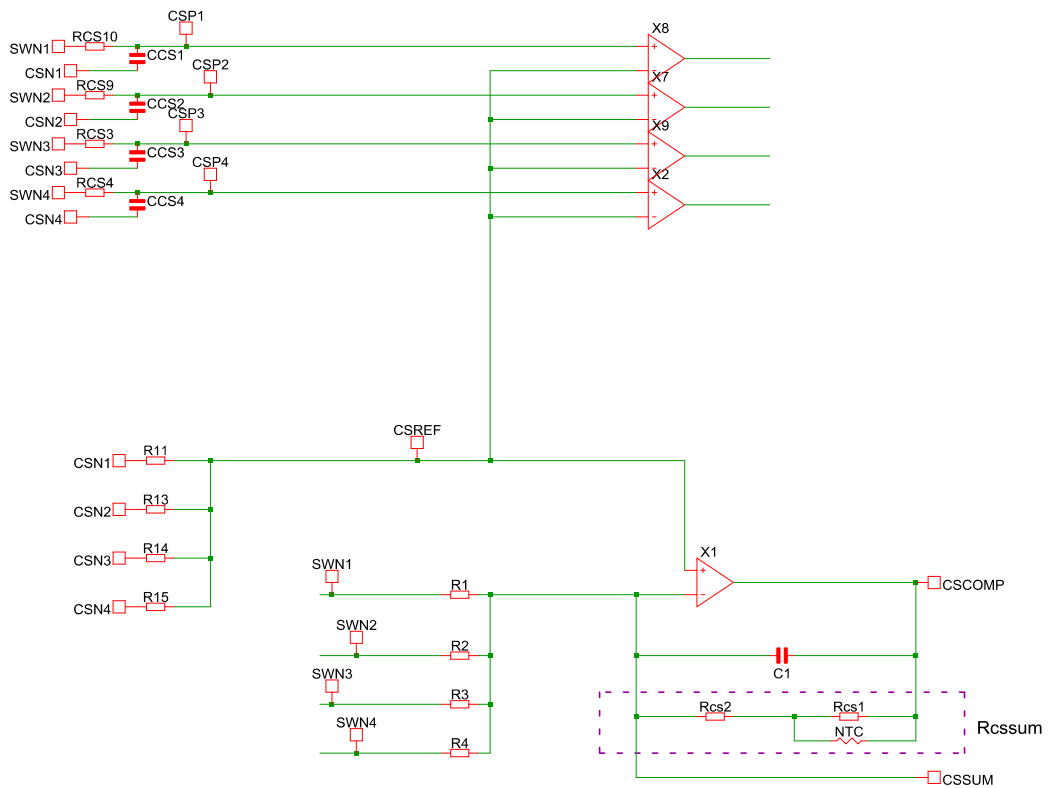 CSP1
X8
RCS10
SWN1
CCS1
CSP2
CSN1
X7
RCS9
SWN2
CCS2
CSP3
CSN2
X9
RCS3
SWN3
CCS3
CSP4
CSN3
X2
RCS4
SWN4
CCS4
CSN4
CSREF
R11
CSN1
R13
CSN2
R14
CSN3
X1
SWN1
R1
CSCOMP
R15
CSN4
SWN2
R2
C1
SWN3
R3
Rcs2
Rcs1
SWN4
NTC
Rcssum
R4
CSSUM